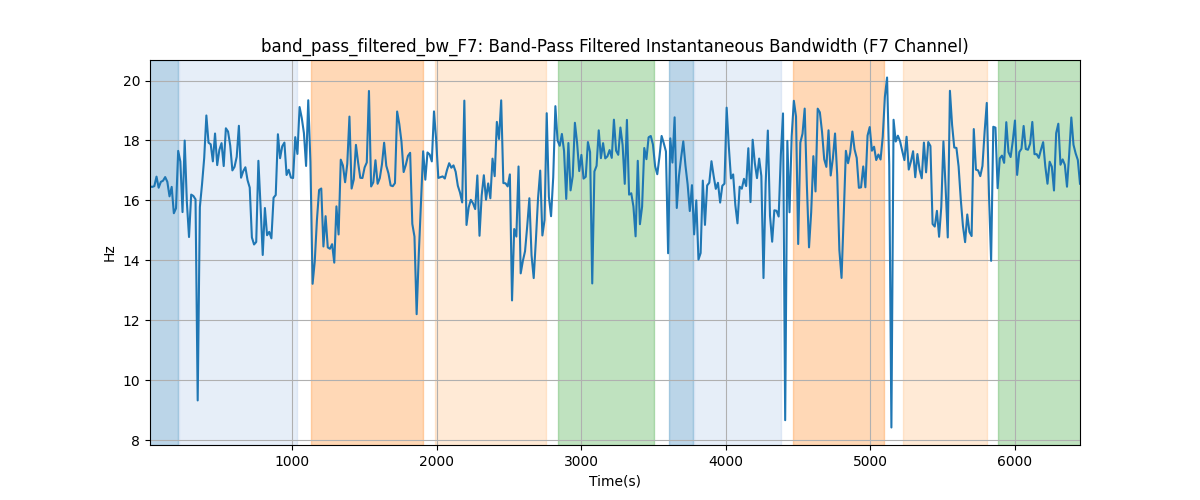 band_pass_filtered_bw_F7: Band-Pass Filtered Instantaneous Bandwidth (F7 Channel)
20
18
16
14
12
10
8
Hz
1000 2000 3000 4000 5000 6000
Time(s)